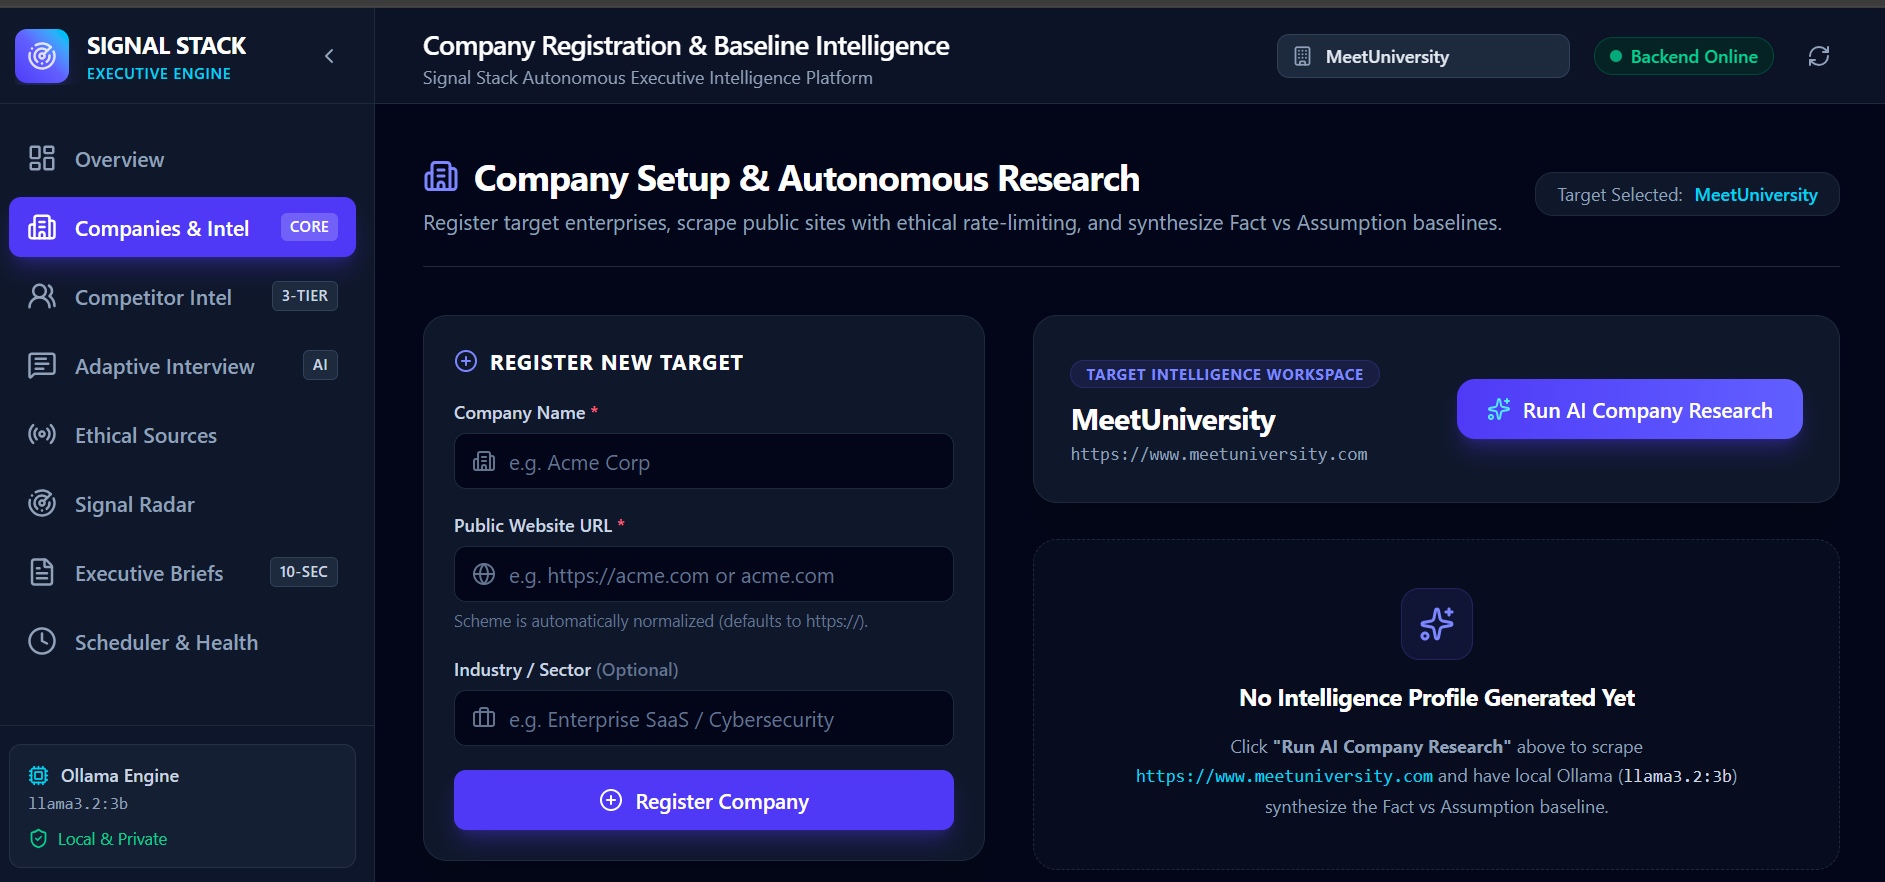 SIGNAL STACK
EXECUTIVE ENGINE
Overview
Companies & Intel CORE
Competitor Intel 3-TIER
Adaptive Interview AI
Ethical Sources
Signal Radar
Executive Briefs 10-SEC
Scheduler & Health
Ollama Engine
llama3.2:3b
Local & Private
Company Registration & Baseline Intelligence
Signal Stack Autonomous Executive Intelligence Platform
MeetUniversity
Backend Online
Company Setup & Autonomous Research
Register target enterprises, scrape public sites with ethical rate-limiting, and synthesize Fact vs Assumption baselines.
Target Selected: MeetUniversity
REGISTER NEW TARGET
Company Name *
e.g. Acme Corp
Public Website URL *
e.g. https://acme.com or acme.com
Scheme is automatically normalized (defaults to https://).
Industry / Sector (Optional)
e.g. Enterprise SaaS / Cybersecurity
Register Company
TARGET INTELLIGENCE WORKSPACE
MeetUniversity
https://www.meetuniversity.com
Run AI Company Research
No Intelligence Profile Generated Yet
Click "Run AI Company Research" above to scrape
https://www.meetuniversity.com and have local Ollama (llama3.2:3b)
synthesize the Fact vs Assumption baseline.